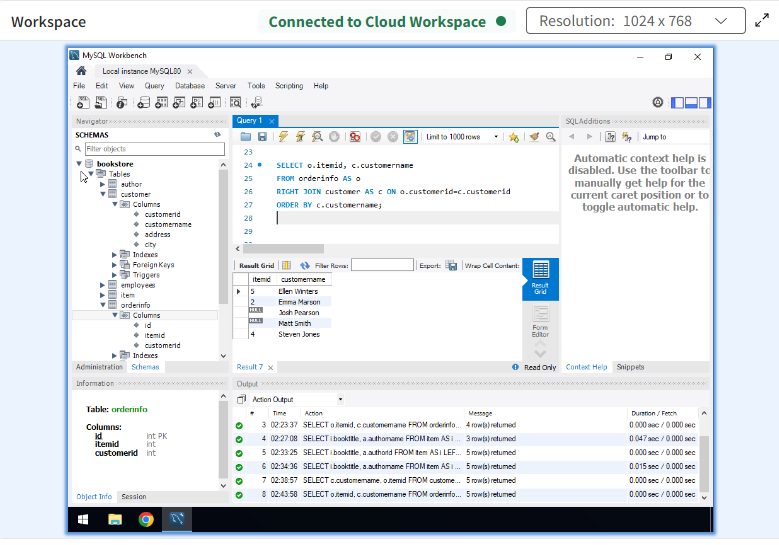 Workspace
Connected to Cloud Workspace
Resolution: 1024 x 768
MySQL Workbench
Local instance MySQL80
File Edit View Query Database Server Tools Scripting Help
Navigator
SCHEMAS
Filter objects
bookstore
Tables
author
customer
Columns
customerid
customername
address
city
Indexes
Foreign Keys
Triggers
employees
item
orderinfo
Columns
id
itemid
customerid
Indexes
Administration Schemas
Information
Table: orderinfo
Columns:
id int PK
itemid int
customerid int
Object Info Session
Query 1
Limit to 1000 rows
23
24 SELECT o.itemid, c.customername
25 FROM orderinfo AS o
26 RIGHT JOIN customer AS c ON o.customerid=c.customerid
27 ORDER BY c.customername;
28
29
Result Grid Filter Rows: Export: Wrap Cell Content:
itemid customername
5 Ellen Winters
2 Emma Marson
NULL Josh Pearson
NULL Matt Smith
4 Steven Jones
Result Grid
Form Editor
Result 7 Read Only
SQLAdditions
Jump to
Automatic context help is
disabled. Use the toolbar to
manually get help for the
current caret position or to
toggle automatic help.
Context Help Snippets
Output
Action Output
# Time Action Message Duration / Fetch
3 02:23:37 SELECT o.itemid, c.customername FROM orderinfo... 4 row(s) returned 0.000 sec / 0.000 sec
4 02:27:08 SELECT i.booktitle, a.authorname FROM item AS i ... 3 row(s) returned 0.047 sec / 0.000 sec
5 02:33:25 SELECT i.booktitle, a.authorid FROM item AS i LEF... 5 row(s) returned 0.000 sec / 0.000 sec
6 02:34:36 SELECT i.booktitle, a.authorname FROM item AS i ... 5 row(s) returned 0.015 sec / 0.000 sec
7 02:38:57 SELECT c.customername, o.itemid FROM custome... 5 row(s) returned 0.000 sec / 0.000 sec
8 02:43:58 SELECT o.itemid, c.customername FROM orderinfo... 5 row(s) returned 0.000 sec / 0.000 sec